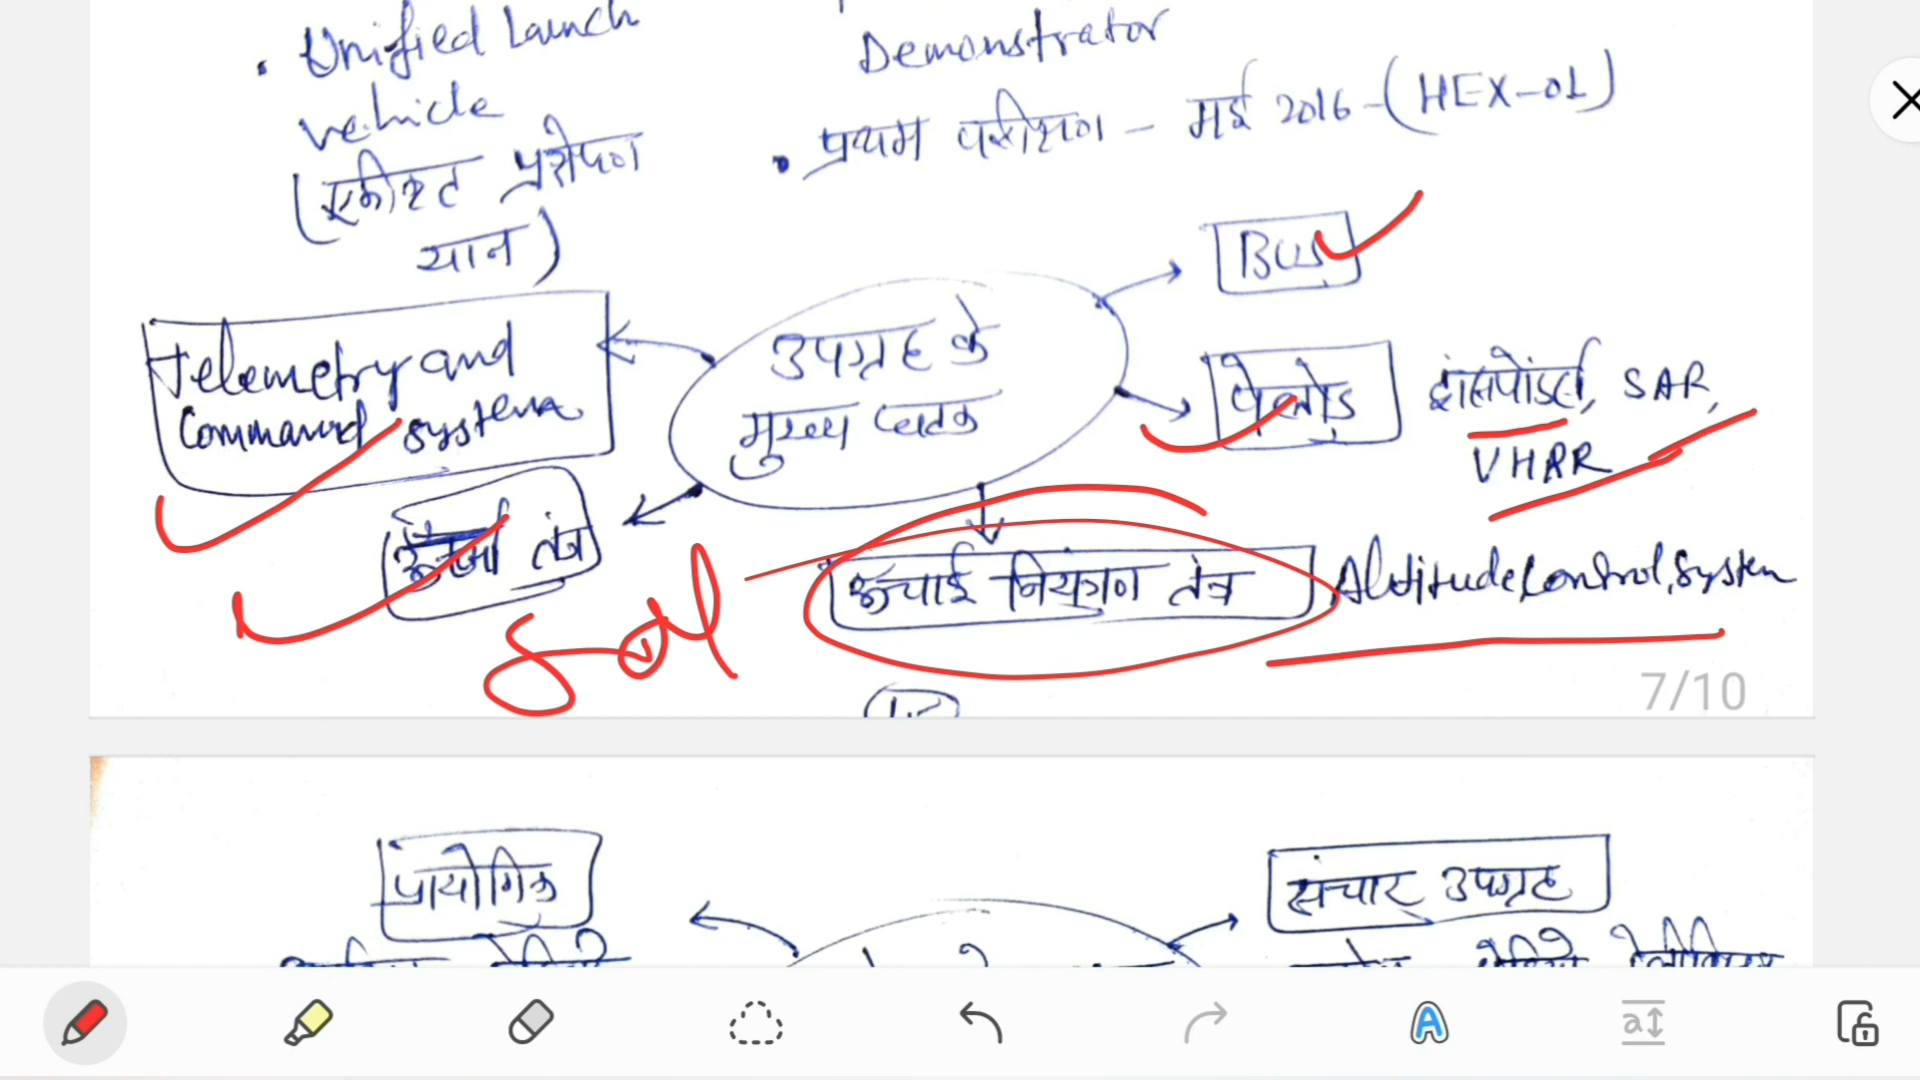 • Unified Launch
vehicle
(एकीकृत प्रक्षेपण
यान)
Demonstrator
• प्रथम परीक्षण – मई 2016 – (HEX-01)
Bus
Telemetry and
Command system
उपग्रह के
मुख्य घटक
पेलोड
ट्रांसपोंडर्स, SAR,
VHRR
ऊर्जा तंत्र
ऊंचाई नियंत्रण तंत्र
Altitude Control System
7/10
प्रायोगिक
संचार उपग्रह